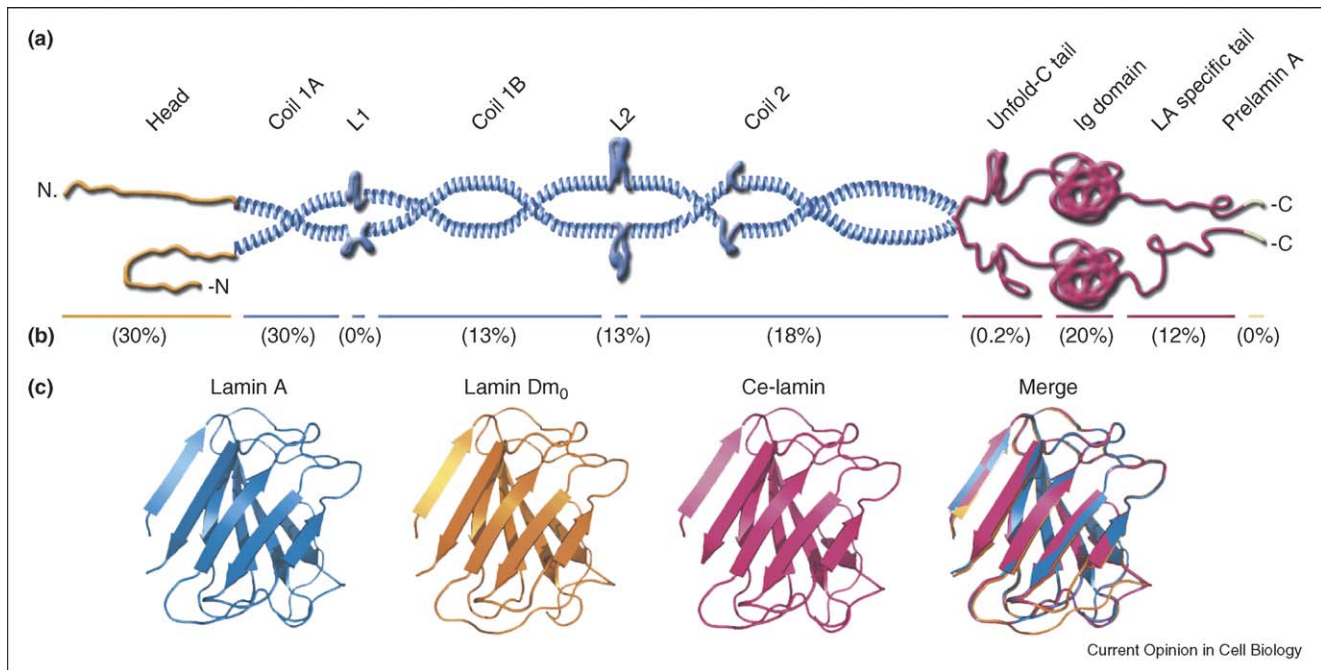 (a)
Head
Coil 1A
L1
Coil 1B
L2
Coil 2
Unfold-C tail
Ig domain
LA specific tail
Prelamin A
N.
-N
-C
-C
(b)
(30%) (30%) (0%) (13%) (13%) (18%) (0.2%) (20%) (12%) (0%)
(c)
Lamin A Lamin Dm₀ Ce-lamin Merge
Current Opinion in Cell Biology